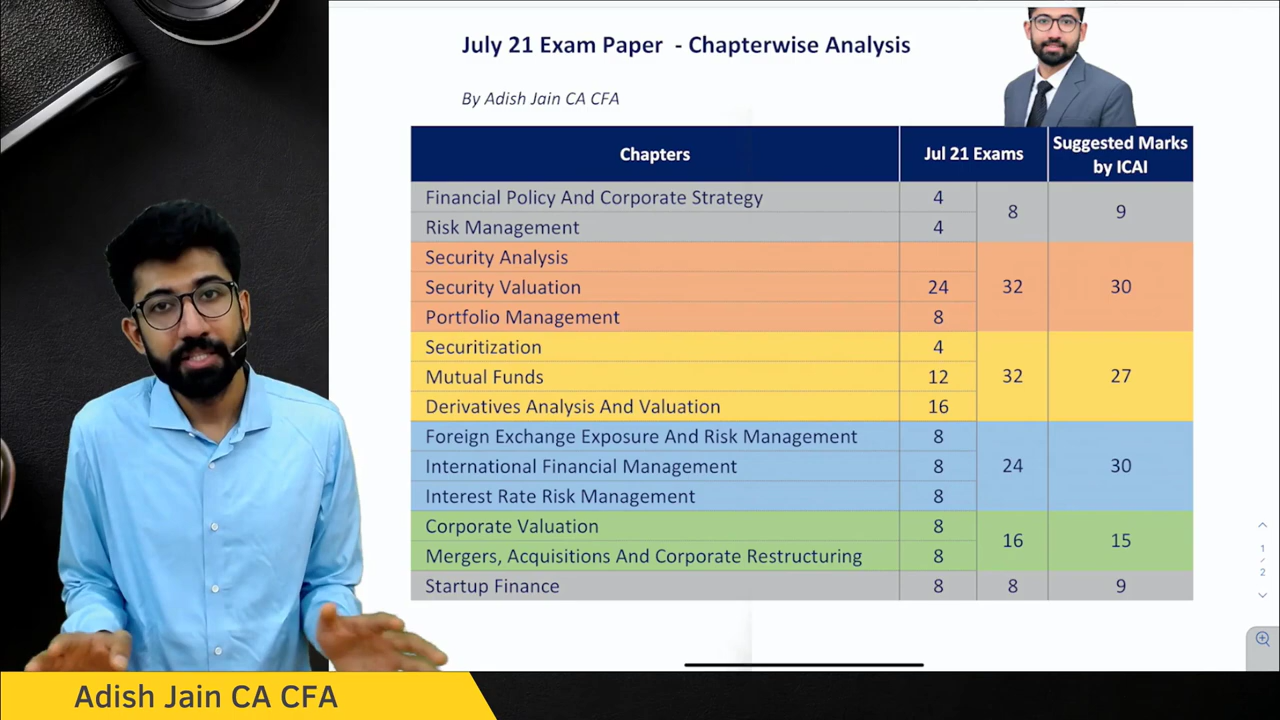 July 21 Exam Paper - Chapterwise Analysis
By Adish Jain CA CFA
Chapters Jul 21 Exams Suggested Marks by ICAI
Financial Policy And Corporate Strategy 4 8 9
Risk Management 4
Security Analysis
Security Valuation 24 32 30
Portfolio Management 8
Securitization 4
Mutual Funds 12 32 27
Derivatives Analysis And Valuation 16
Foreign Exchange Exposure And Risk Management 8
International Financial Management 8 24 30
Interest Rate Risk Management 8
Corporate Valuation 8 16 15
Mergers, Acquisitions And Corporate Restructuring 8
Startup Finance 8 8 9
1
/
2
Adish Jain CA CFA